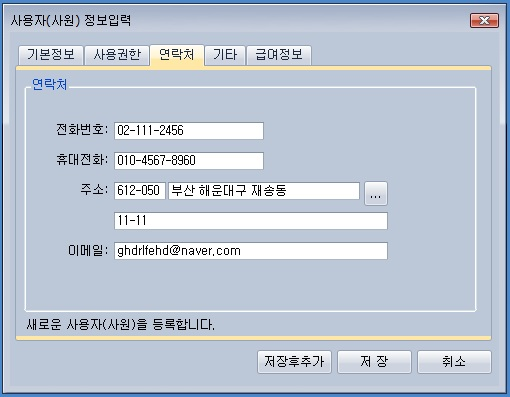 사용자(사원) 정보입력
기본정보 사용권한 연락처 기타 급여정보
연락처
전화번호: 02-111-2456
휴대전화: 010-4567-8960
주소: 612-050 부산 해운대구 재송동 ...
11-11
이메일: ghdrlfehd@naver.com
새로운 사용자(사원)을 등록합니다.
저장후추가 저 장 취소